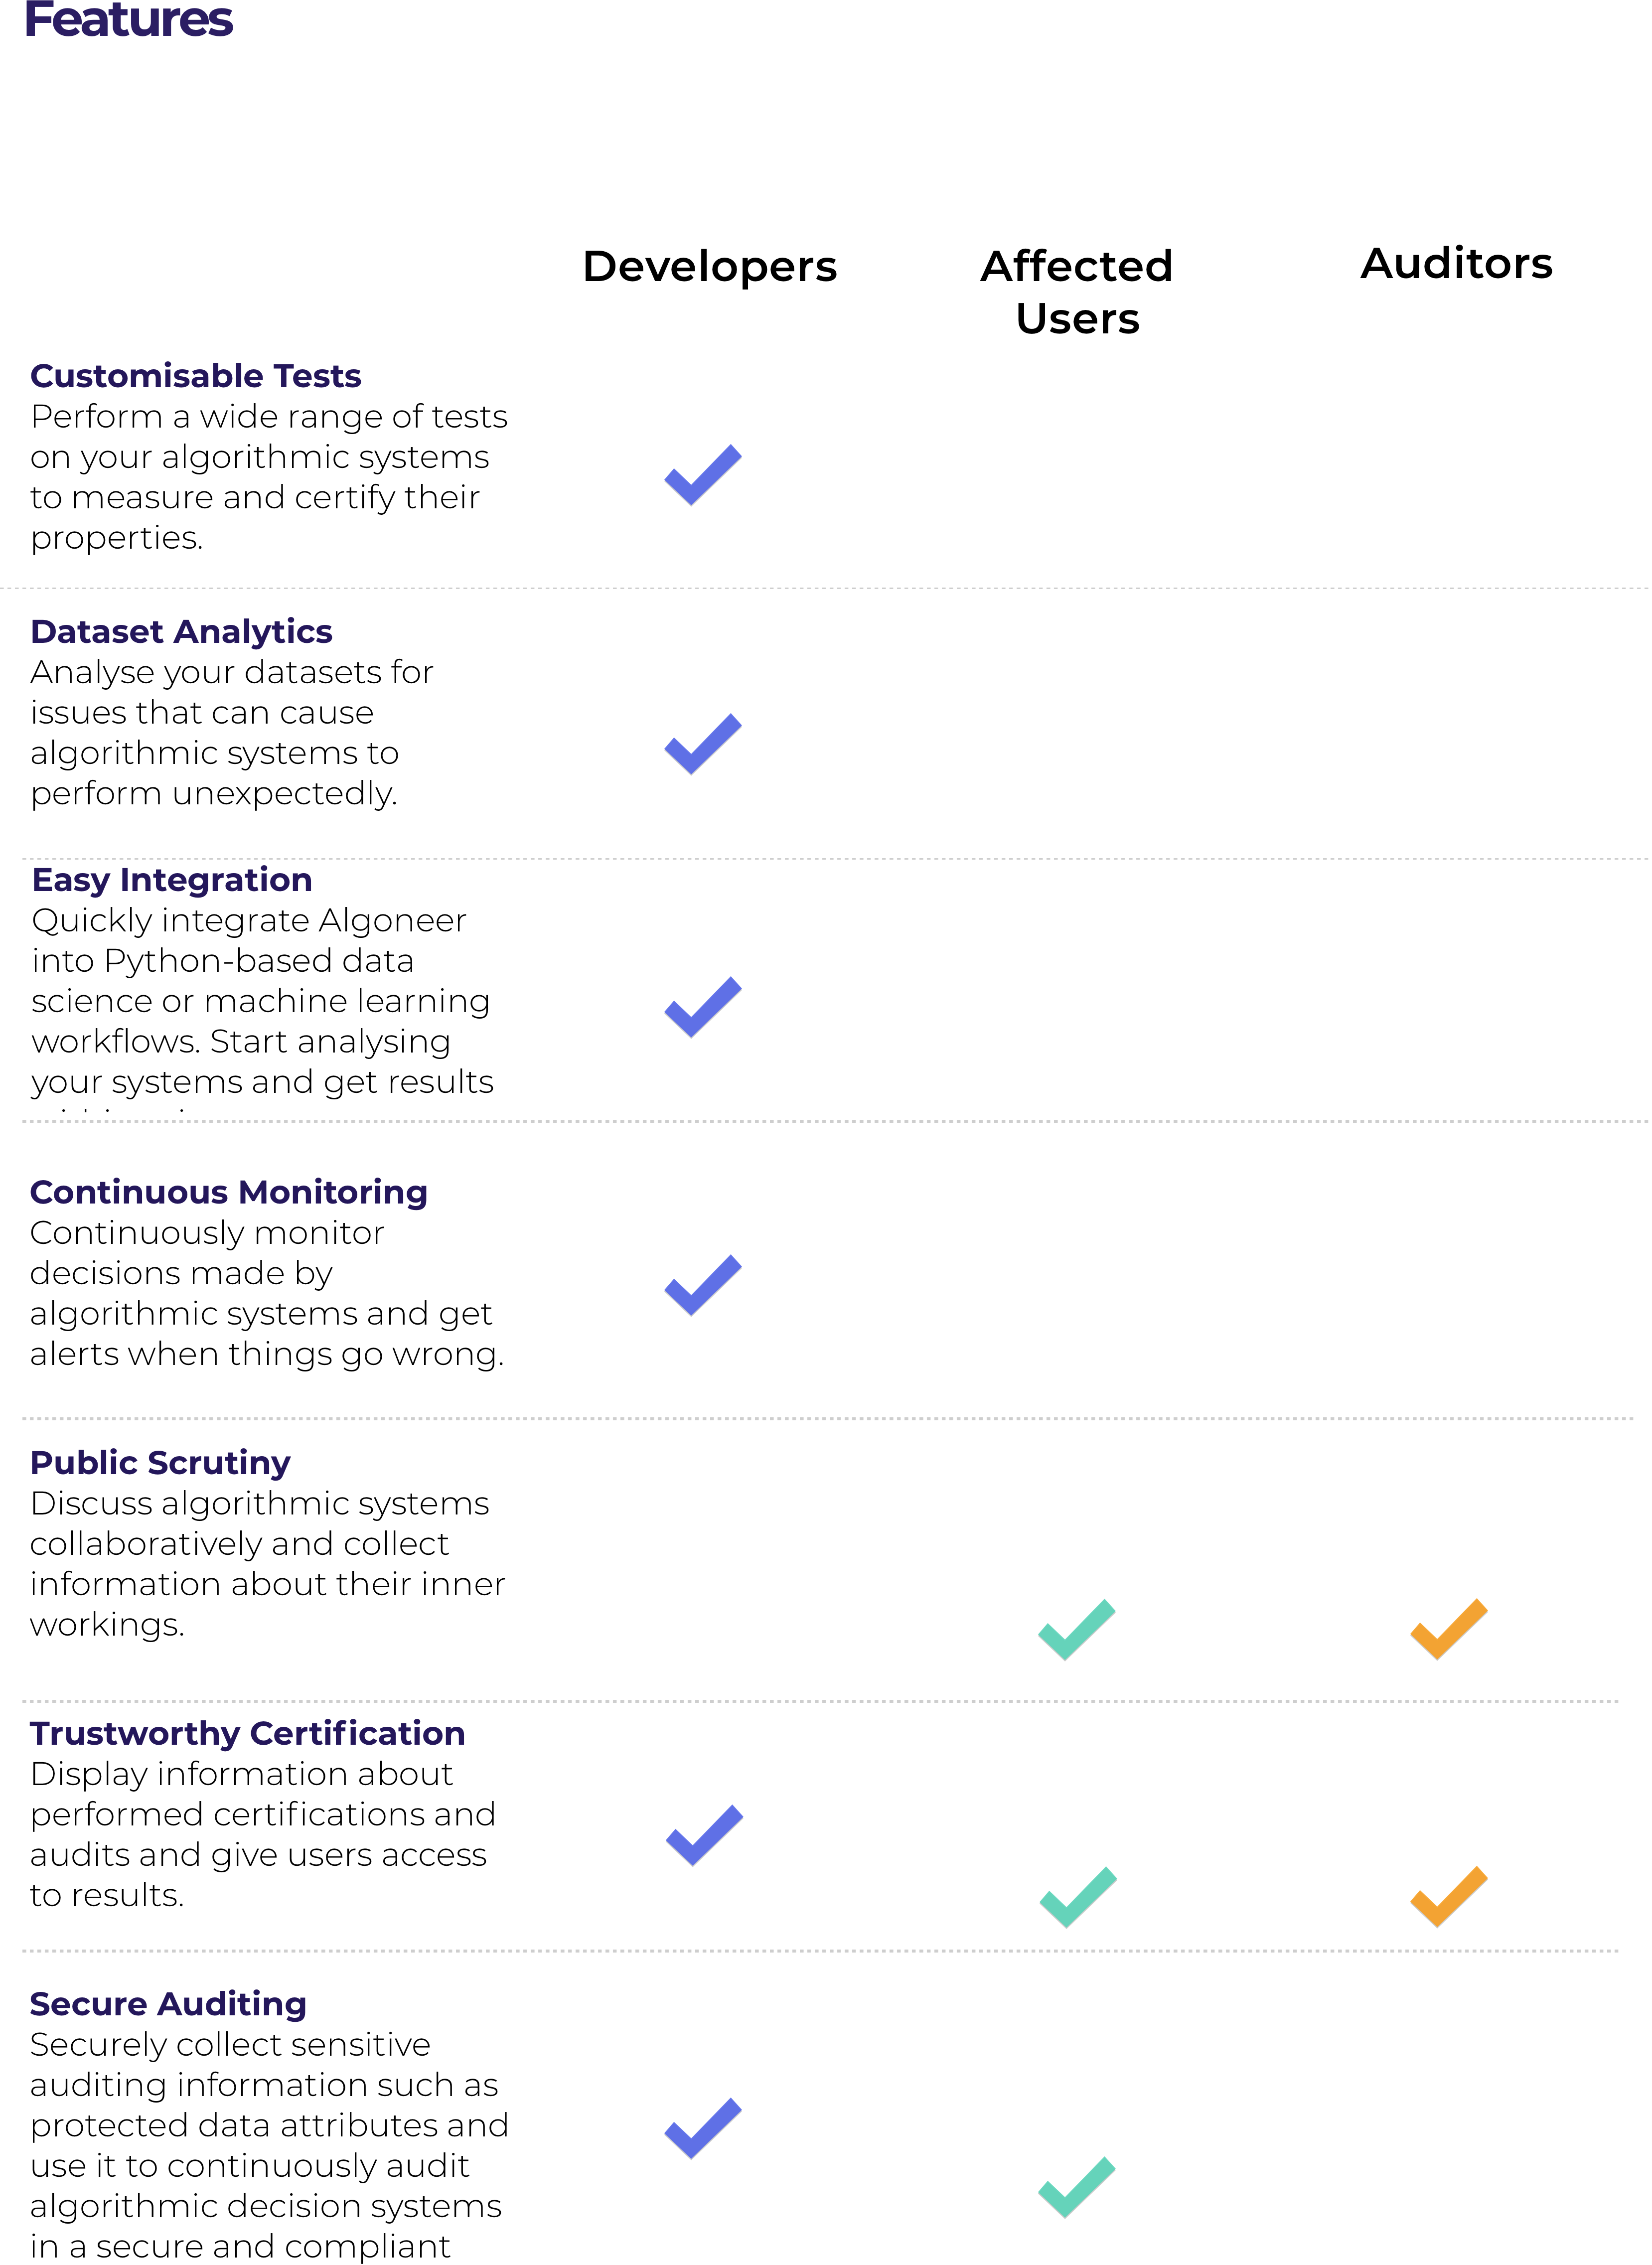 Features
Developers
Affected
Users
Auditors
Customisable Tests
Perform a wide range of tests
on your algorithmic systems
to measure and certify their
properties.
Dataset Analytics
Analyse your datasets for
issues that can cause
algorithmic systems to
perform unexpectedly.
Easy Integration
Quickly integrate Algoneer
into Python-based data
science or machine learning
workflows. Start analysing
your systems and get results
Continuous Monitoring
Continuously monitor
decisions made by
algorithmic systems and get
alerts when things go wrong.
Public Scrutiny
Discuss algorithmic systems
collaboratively and collect
information about their inner
workings.
Trustworthy Certification
Display information about
performed certifications and
audits and give users access
to results.
Secure Auditing
Securely collect sensitive
auditing information such as
protected data attributes and
use it to continuously audit
algorithmic decision systems
in a secure and compliant